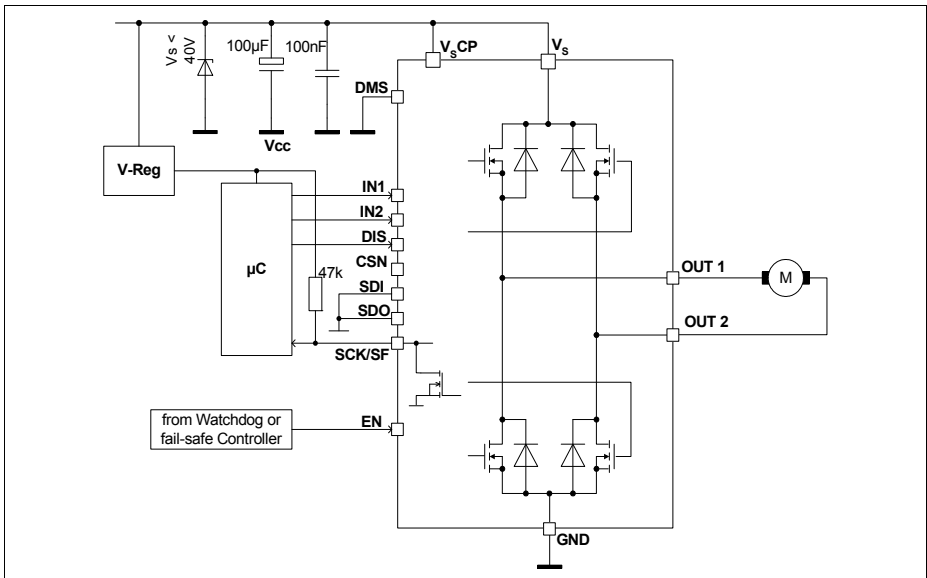 Vs <
40V
100µF
100nF
VSCP
VS
DMS
Vcc
V-Reg
IN1
IN2
DIS
CSN
µC
47k
SDI
SDO
SCK/SF
OUT 1
M
OUT 2
from Watchdog or
fail-safe Controller
EN
GND